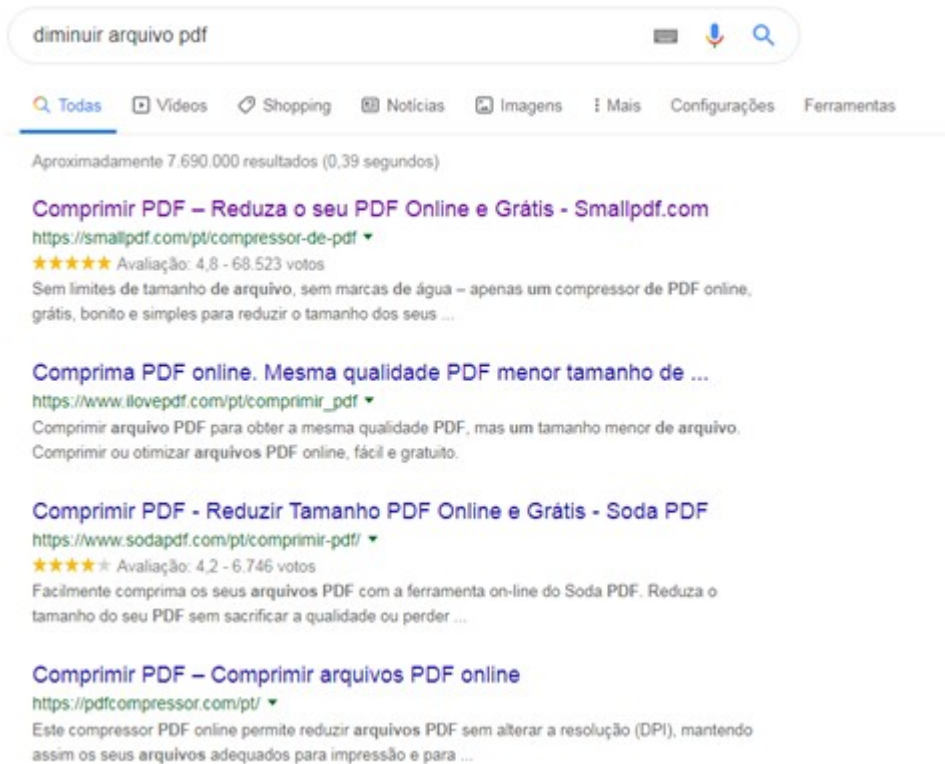 diminuir arquivo pdf
Todas Vídeos Shopping Notícias Imagens Mais Configurações Ferramentas
Aproximadamente 7.690.000 resultados (0,39 segundos)
Comprimir PDF – Reduza o seu PDF Online e Grátis - Smallpdf.com
https://smallpdf.com/pt/compressor-de-pdf
Avaliação: 4,8 - 68.523 votos
Sem limites de tamanho de arquivo, sem marcas de água – apenas um compressor de PDF online,
grátis, bonito e simples para reduzir o tamanho dos seus ...
Comprima PDF online. Mesma qualidade PDF menor tamanho de ...
https://www.ilovepdf.com/pt/comprimir_pdf
Comprimir arquivo PDF para obter a mesma qualidade PDF, mas um tamanho menor de arquivo.
Comprimir ou otimizar arquivos PDF online, fácil e gratuito.
Comprimir PDF - Reduzir Tamanho PDF Online e Grátis - Soda PDF
https://www.sodapdf.com/pt/comprimir-pdf/
Avaliação: 4,2 - 6.746 votos
Facilmente comprima os seus arquivos PDF com a ferramenta on-line do Soda PDF. Reduza o
tamanho do seu PDF sem sacrificar a qualidade ou perder ...
Comprimir PDF – Comprimir arquivos PDF online
https://pdfcompressor.com/pt/
Este compressor PDF online permite reduzir arquivos PDF sem alterar a resolução (DPI), mantendo
assim os seus arquivos adequados para impressão e para ...